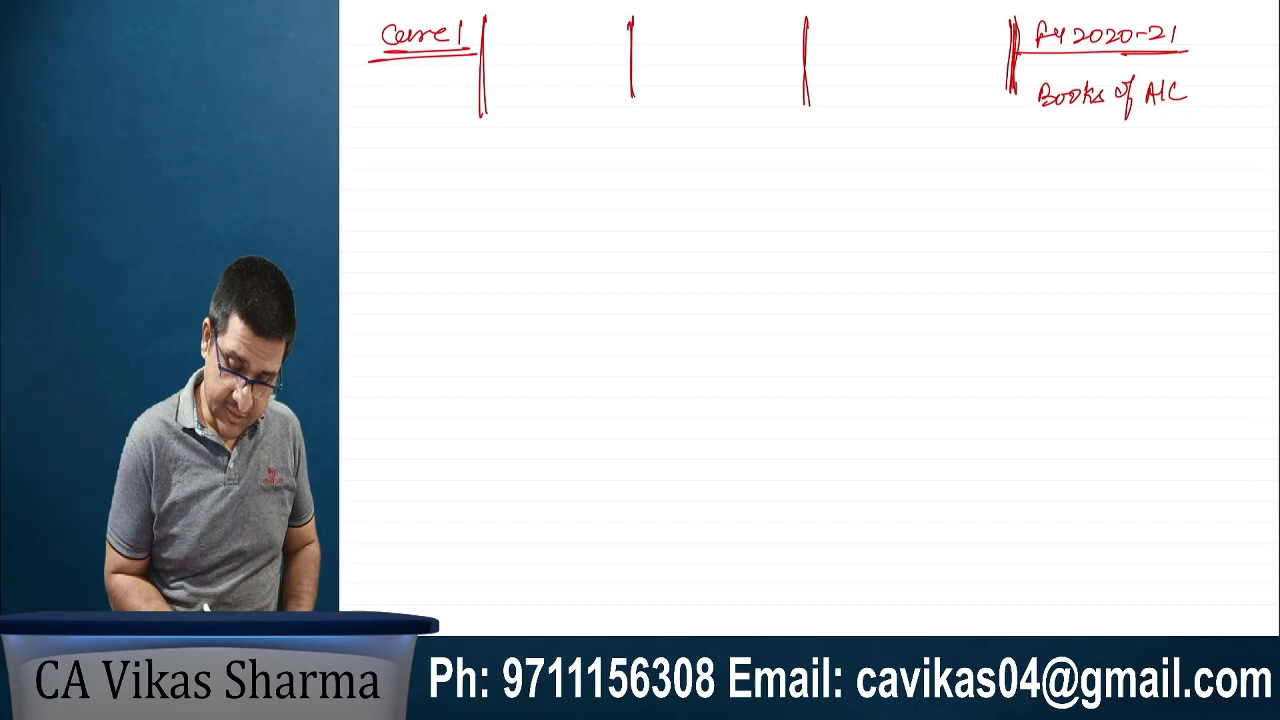 Case 1
FY 2020-21
Books of A/C
CA Vikas Sharma
Ph: 9711156308 Email: cavikas04@gmail.com